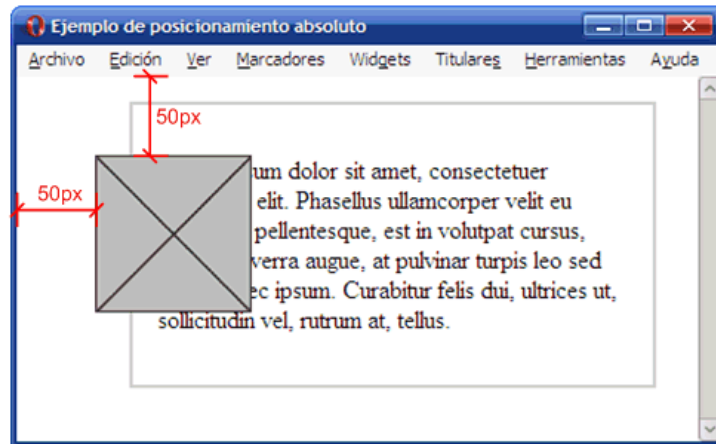 Ejemplo de posicionamiento absoluto
Archivo Edición Ver Marcadores Widgets Titulares Herramientas Ayuda
50px
50px
um dolor sit amet, consectetuer
elit. Phasellus ullamcorper velit eu
pellentesque, est in volutpat cursus,
verra augue, at pulvinar turpis leo sed
ec ipsum. Curabitur felis dui, ultrices ut,
sollicitudin vel, rutrum at, tellus.